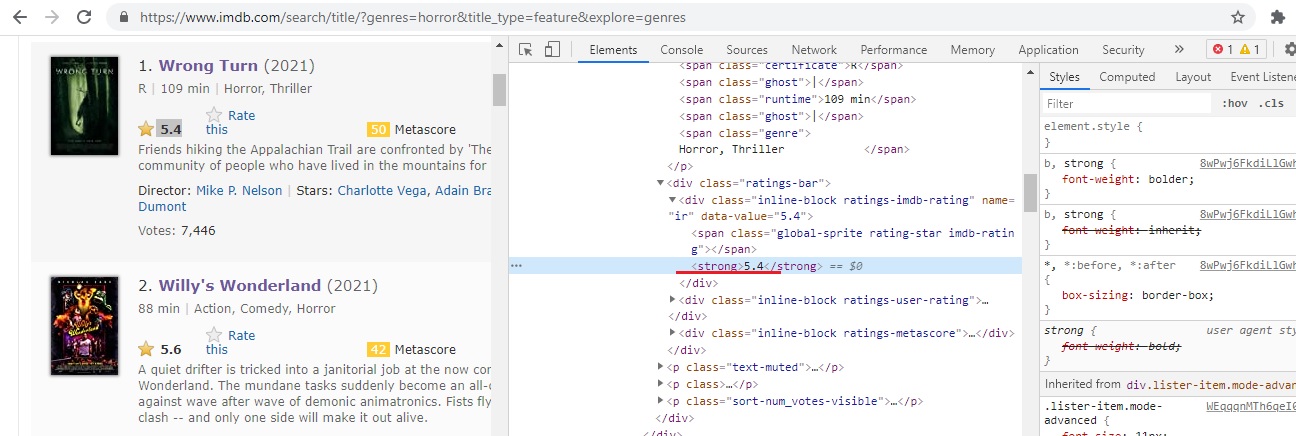 https://www.imdb.com/search/title/?genres=horror&title_type=feature&explore=genres
WRONG TURN
1. Wrong Turn (2021)
R | 109 min | Horror, Thriller
5.4 Rate this
50 Metascore
Friends hiking the Appalachian Trail are confronted by 'The
community of people who have lived in the mountains for
Director: Mike P. Nelson | Stars: Charlotte Vega, Adain Bra
Dumont
Votes: 7,446
2. Willy's Wonderland (2021)
88 min | Action, Comedy, Horror
5.6 Rate this
42 Metascore
A quiet drifter is tricked into a janitorial job at the now con
Wonderland. The mundane tasks suddenly become an all-o
against wave after wave of demonic animatronics. Fists fly
clash -- and only one side will make it out alive.
Elements Console Sources Network Performance Memory Application Security » 1 1
<span class="certificate">R</span>
<span class="ghost">|</span>
<span class="runtime">109 min</span>
<span class="ghost">|</span>
<span class="genre">
Horror, Thriller </span>
</p>
<div class="ratings-bar">
<div class="inline-block ratings-imdb-rating" name=
"ir" data-value="5.4">
<span class="global-sprite rating-star imdb-ratin
g"></span>
<strong>5.4</strong> == $0
</div>
<div class="inline-block ratings-user-rating">…
</div>
<div class="inline-block ratings-metascore">…</div>
</div>
<p class="text-muted">…</p>
<p class>…</p>
<p class="sort-num_votes-visible">…</p>
</div>
</div>
Styles Computed Layout Event Listene
Filter :hov .cls
element.style {
}
b, strong { 8wPwj6FkdiLlGwh
font-weight: bolder;
}
b, strong { 8wPwj6FkdiLlGwh
font-weight: inherit;
}
*, *:before, *:after 8wPwj6FkdiLlGwh
{
box-sizing: border-box;
}
strong { user agent sty
font-weight: bold;
}
Inherited from div.lister-item.mode-advan
.lister-item.mode- WEqqqnMTh6qeI0
advanced {
font-size: 11px;